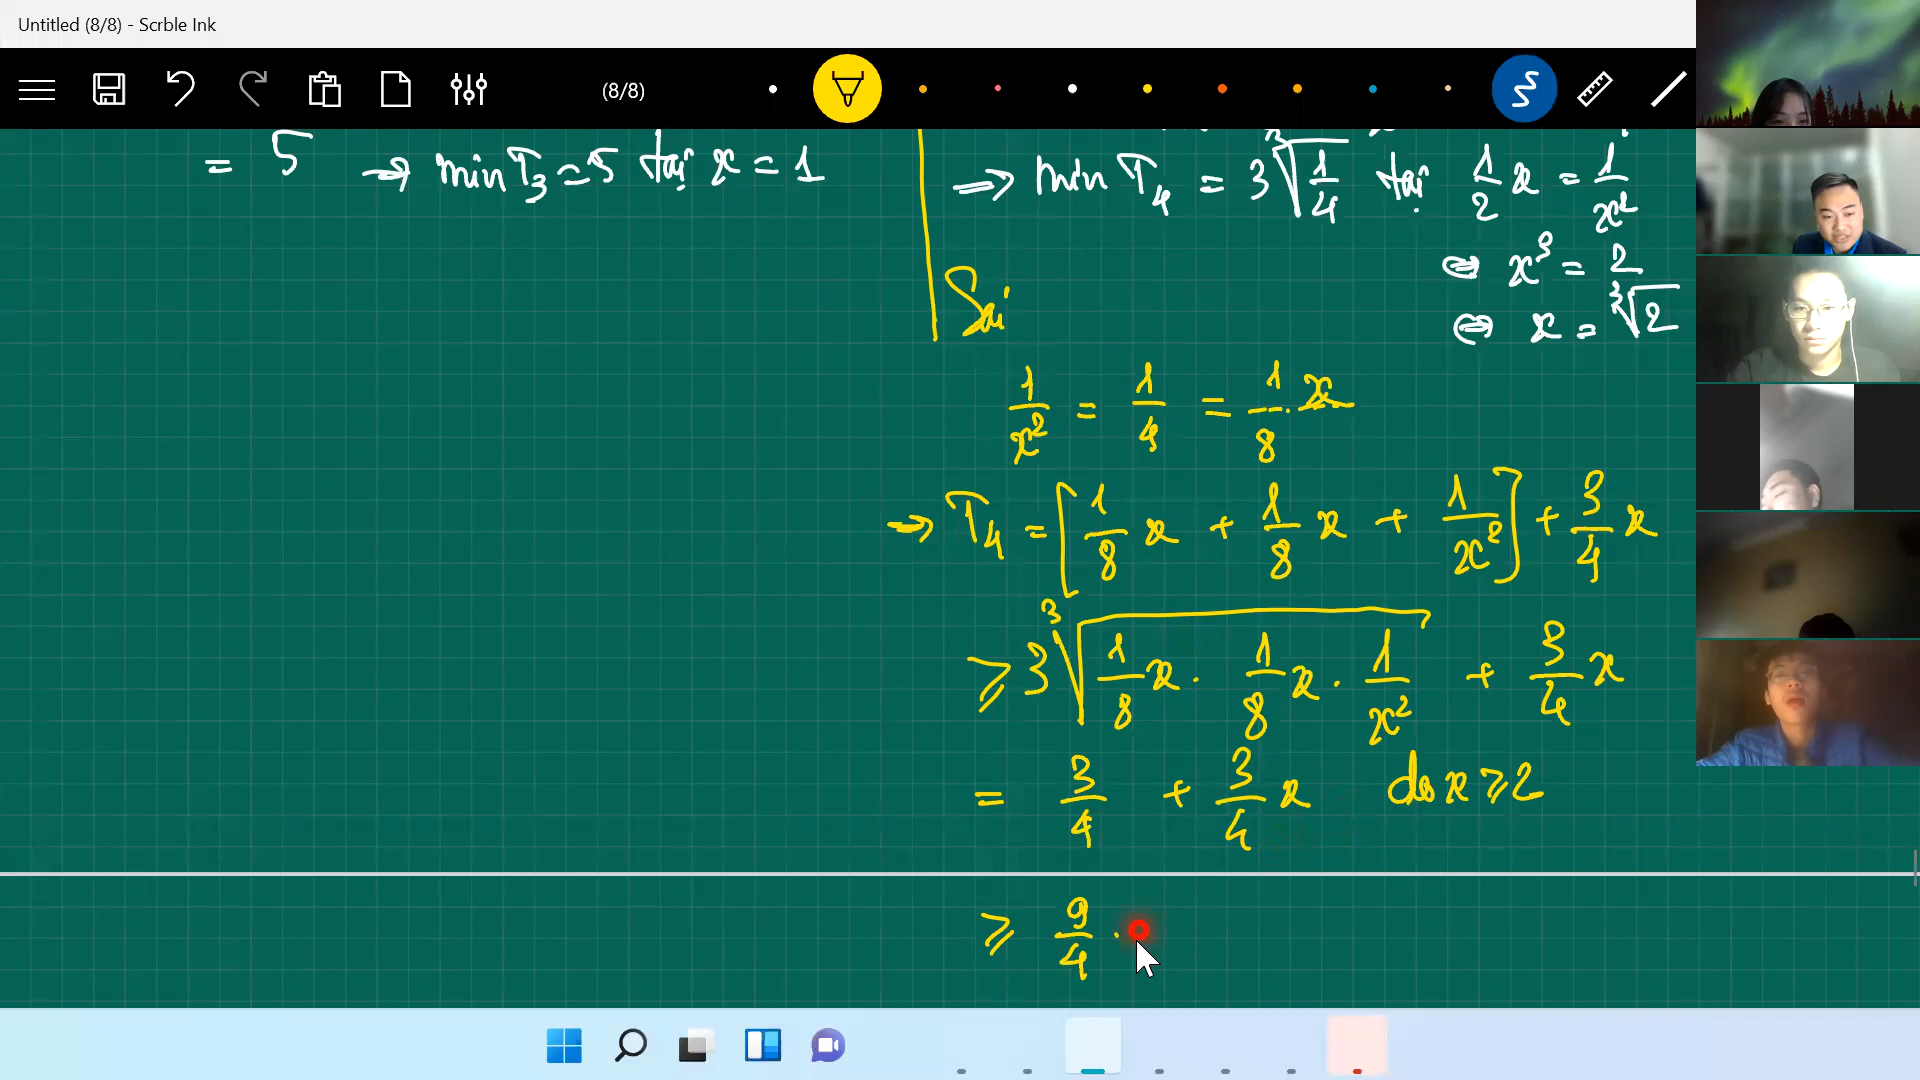 Untitled (8/8) - Scrble Ink
(8/8)
= 5 → min T₃ = 5 tại x = 1
⇒ min T₄ = 3∛(1/4) tại 1/2 x = 1/x²
⇔ x³ = 2
⇔ x = ∛2
Sai
1/x² = 1/4 = 1/8 . x
→ T₄ = [1/8 x + 1/8 x + 1/x²] + 3/4 x
≥ 3∛(1/8 x . 1/8 x . 1/x²) + 3/4 x
= 3/4 + 3/4 x do x ≥ 2
≥ 9/4 .